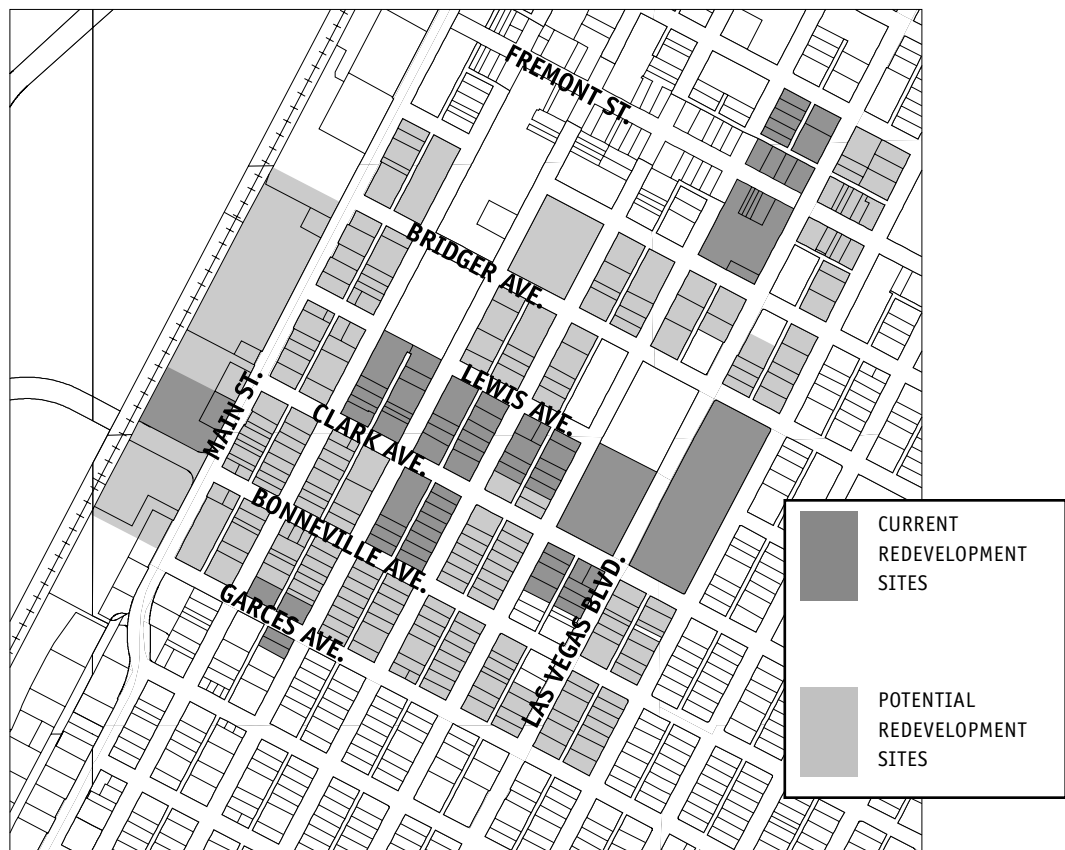 FREMONT ST.
BRIDGER AVE.
LEWIS AVE.
MAIN ST.
CLARK AVE.
BONNEVILLE AVE.
GARCES AVE.
LAS VEGAS BLVD.
CURRENT
REDEVELOPMENT
SITES
POTENTIAL
REDEVELOPMENT
SITES